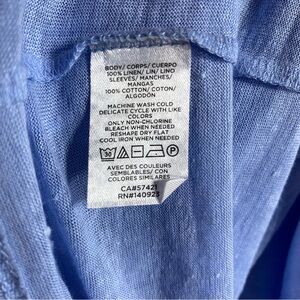 BODY/ CORPS/ CUERPO
100% LINEN/ LIN/ LINO
SLEEVES/ MANCHES/
MANGAS
100% COTTON/ COTON/
ALGODÓN
MACHINE WASH COLD
DELICATE CYCLE WITH LIKE
COLORS
ONLY NON-CHLORINE
BLEACH WHEN NEEDED
RESHAPE DRY FLAT
COOL IRON WHEN NEEDED
30 P
AVEC DES COULEURS
SEMBLABLES/ CON
COLORES SIMILARES
CA#57421
RN#140923